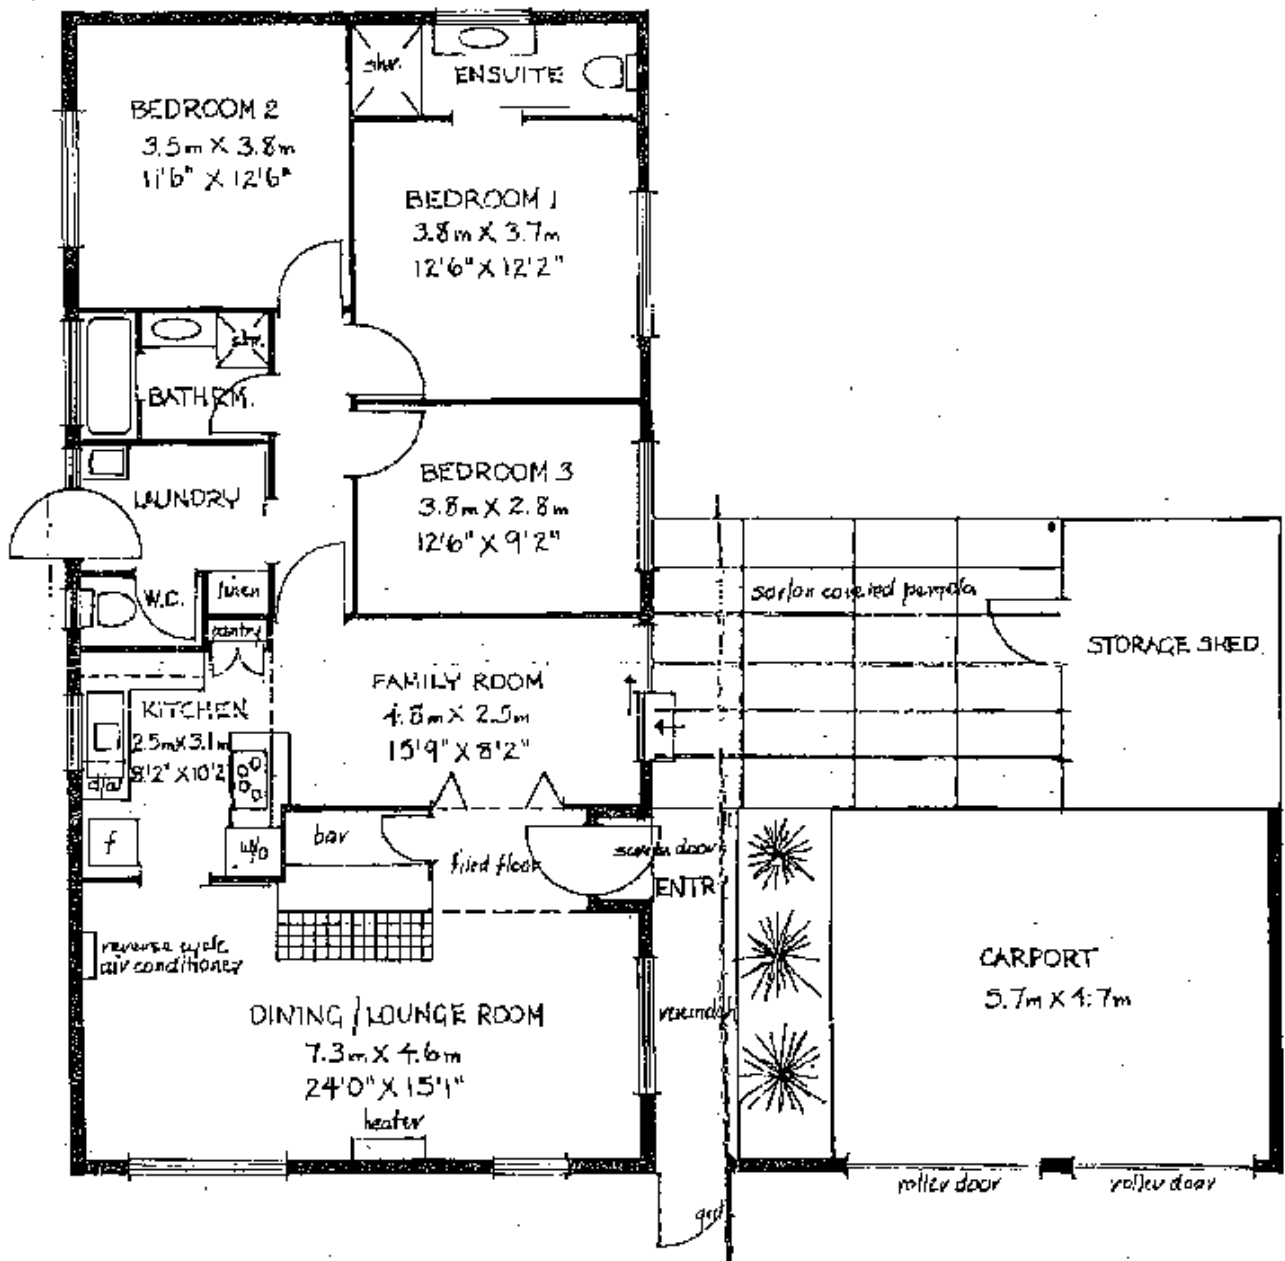 shr.
ENSUITE
BEDROOM 2
3.5m X 3.8m
11'6" X 12'6"
BEDROOM 1
3.8m X 3.7m
12'6" X 12'2"
shr.
BATHRM.
BEDROOM 3
3.8m X 2.8m
12'6" X 9'2"
LAUNDRY
W.C.
linen
pantry
covered pergola
STORAGE SHED
FAMILY ROOM
4.8m X 2.5m
15'9" X 8'2"
KITCHEN
2.5m X 3.1m
8'2" X 10'2
f
bar
tiled floor
screen door
ENTR
reverse cycle
air conditioner
CARPORT
5.7m X 4.7m
verandah
DINING / LOUNGE ROOM
7.3m X 4.6m
24'0" X 15'1"
heater
roller door
roller door